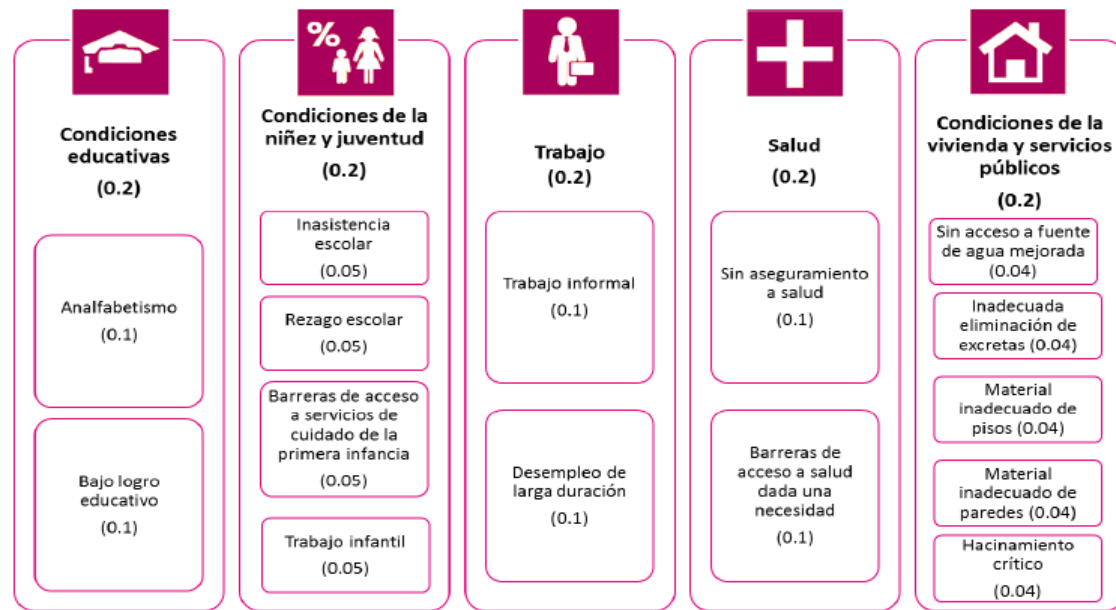 Condiciones
educativas
(0.2)
Analfabetismo
(0.1)
Bajo logro
educativo
(0.1)
%
Condiciones de la
niñez y juventud
(0.2)
Inasistencia
escolar
(0.05)
Rezago escolar
(0.05)
Barreras de acceso
a servicios de
cuidado de la
primera infancia
(0.05)
Trabajo infantil
(0.05)
Trabajo
(0.2)
Trabajo informal
(0.1)
Desempleo de
larga duración
(0.1)
Salud
(0.2)
Sin aseguramiento
a salud
(0.1)
Barreras de
acceso a salud
dada una
necesidad
(0.1)
Condiciones de la
vivienda y servicios
públicos
(0.2)
Sin acceso a fuente
de agua mejorada
(0.04)
Inadecuada
eliminación de
excretas (0.04)
Material
inadecuado de
pisos (0.04)
Material
inadecuado de
paredes (0.04)
Hacinamiento
crítico
(0.04)